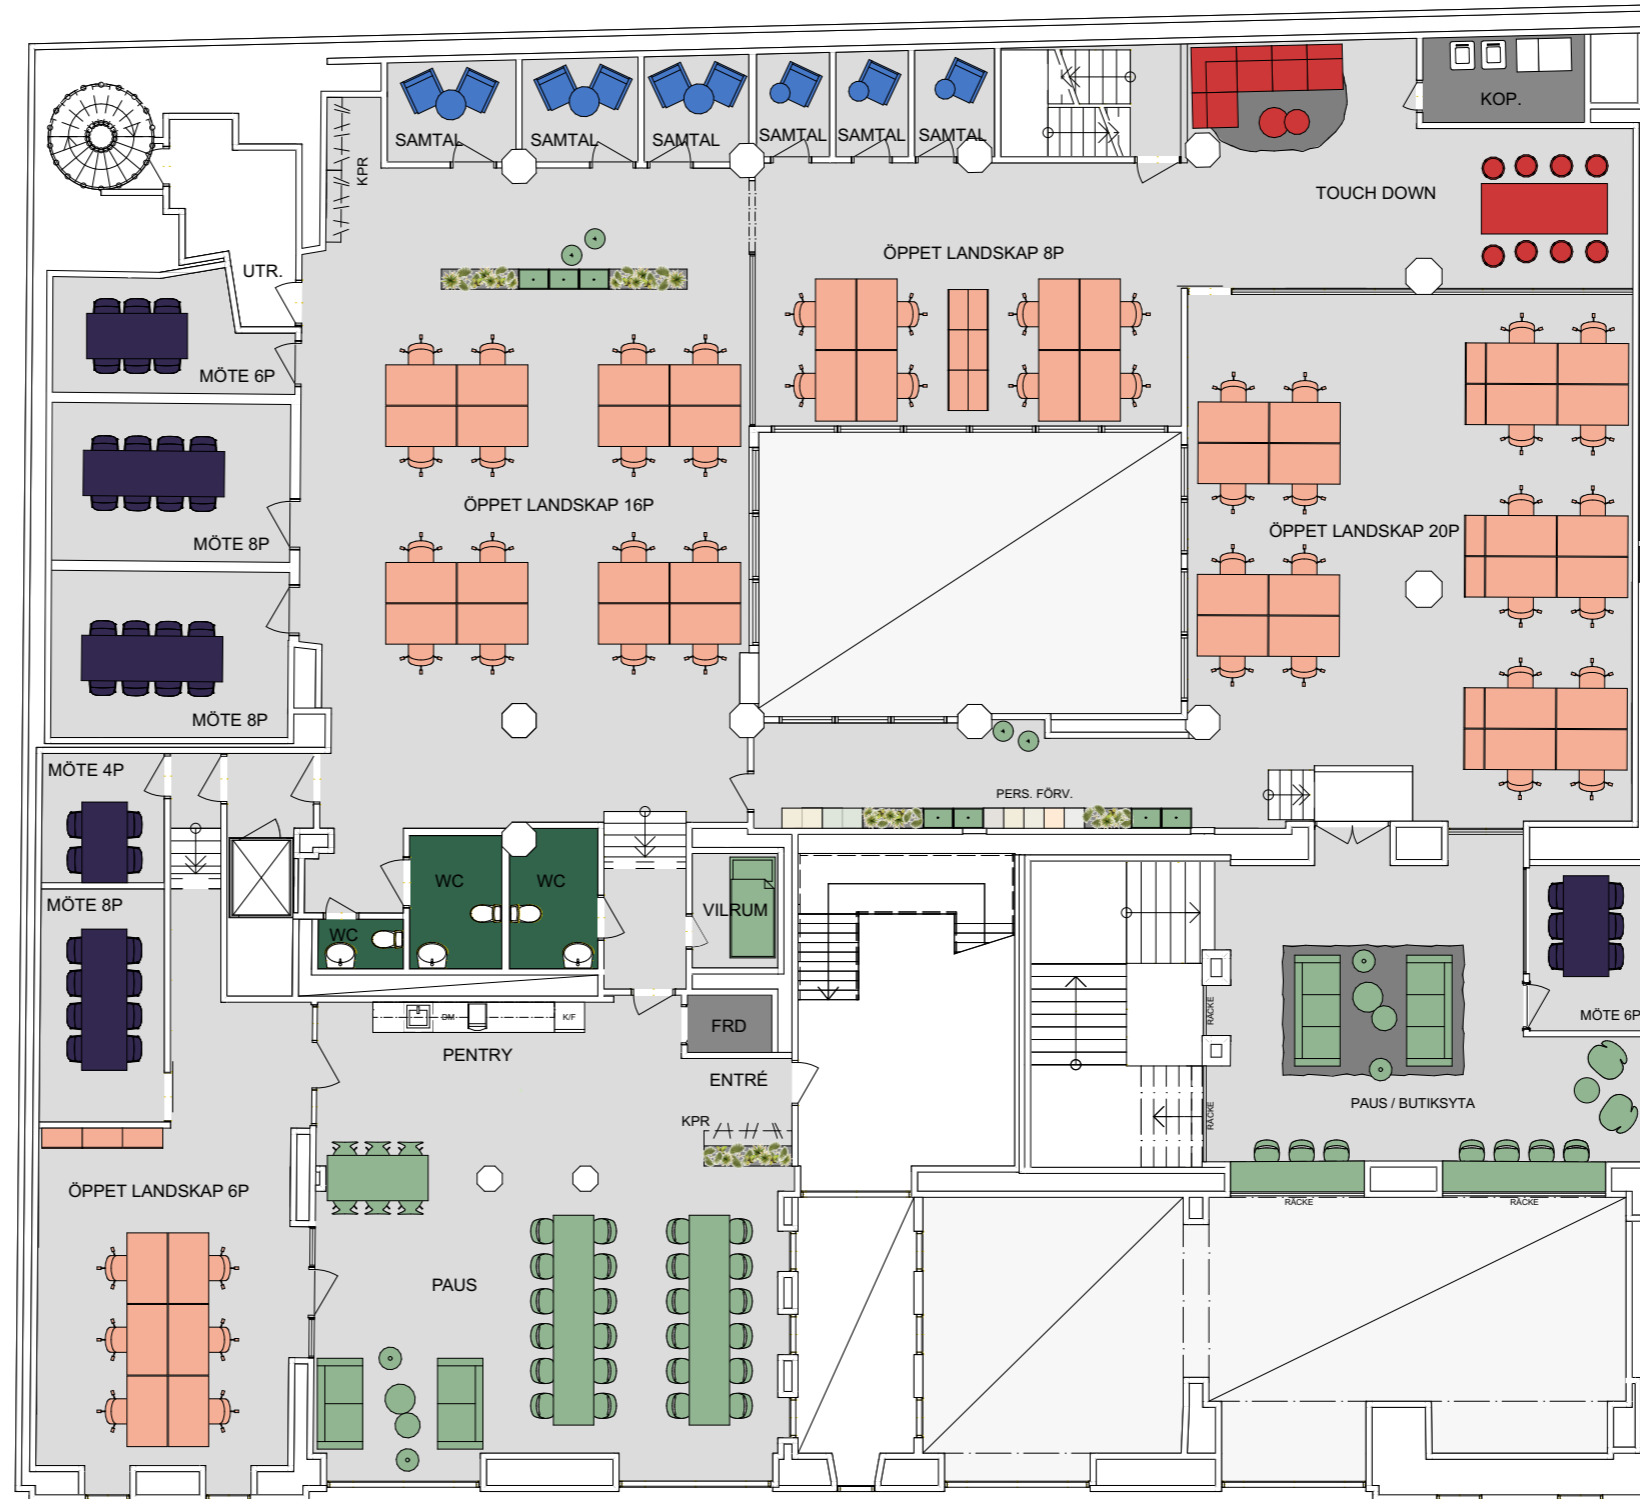 SAMTAL
SAMTAL
SAMTAL
SAMTAL
SAMTAL
SAMTAL
KOP.
KPR
TOUCH DOWN
UTR.
ÖPPET LANDSKAP 8P
MÖTE 6P
ÖPPET LANDSKAP 16P
ÖPPET LANDSKAP 20P
MÖTE 8P
MÖTE 8P
MÖTE 4P
PERS. FÖRV.
WC
WC
MÖTE 8P
VILRUM
WC
RÄCKE
DM
K/F
FRD
MÖTE 6P
PENTRY
ENTRÉ
PAUS / BUTIKSYTA
RÄCKE
KPR
ÖPPET LANDSKAP 6P
RÄCKE
RÄCKE
PAUS